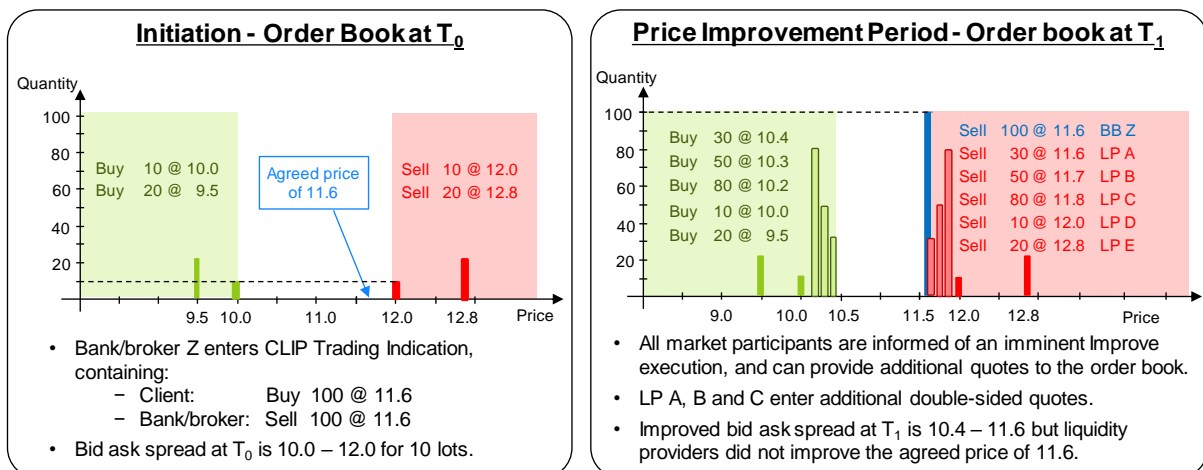 Initiation - Order Book at T0
Quantity
100
80
60
40
20
Buy 10 @ 10.0
Buy 20 @ 9.5
Agreed price
of 11.6
Sell 10 @ 12.0
Sell 20 @ 12.8
9.5 10.0 11.0 12.0 12.8 Price
• Bank/broker Z enters CLIP Trading Indication,
containing:
− Client: Buy 100 @ 11.6
− Bank/broker: Sell 100 @ 11.6
• Bid ask spread at T0 is 10.0 – 12.0 for 10 lots.
Price Improvement Period - Order book at T1
Quantity
100
80
60
40
20
Buy 30 @ 10.4
Buy 50 @ 10.3
Buy 80 @ 10.2
Buy 10 @ 10.0
Buy 20 @ 9.5
Sell 100 @ 11.6 BB Z
Sell 30 @ 11.6 LP A
Sell 50 @ 11.7 LP B
Sell 80 @ 11.8 LP C
Sell 10 @ 12.0 LP D
Sell 20 @ 12.8 LP E
9.0 10.0 10.5 11.5 12.0 12.8 Price
• All market participants are informed of an imminent Improve
execution, and can provide additional quotes to the order book.
• LP A, B and C enter additional double-sided quotes.
• Improved bid ask spread at T1 is 10.4 – 11.6 but liquidity
providers did not improve the agreed price of 11.6.